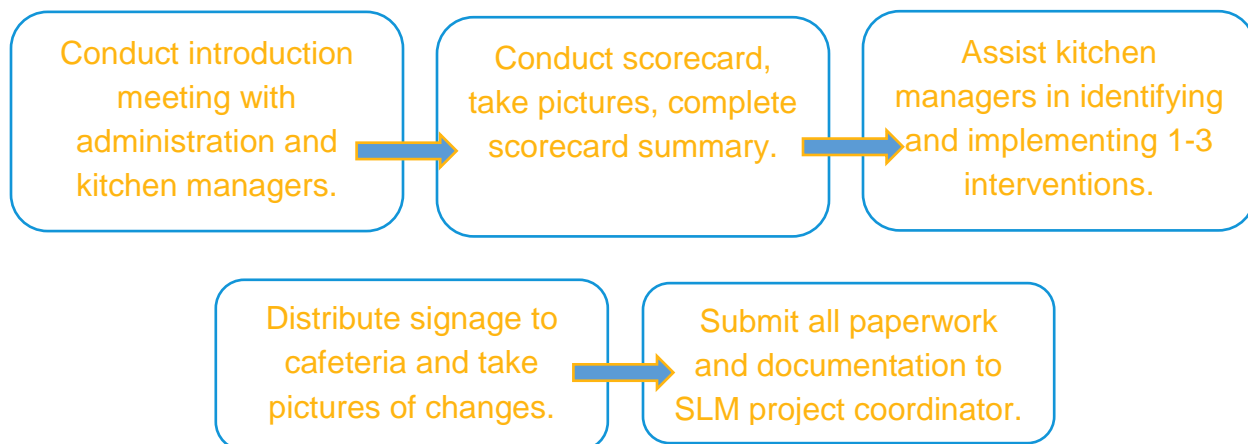 Conduct introduction
meeting with
administration and
kitchen managers.
Conduct scorecard,
take pictures, complete
scorecard summary.
Assist kitchen
managers in identifying
and implementing 1-3
interventions.
Distribute signage to
cafeteria and take
pictures of changes.
Submit all paperwork
and documentation to
SLM project coordinator.